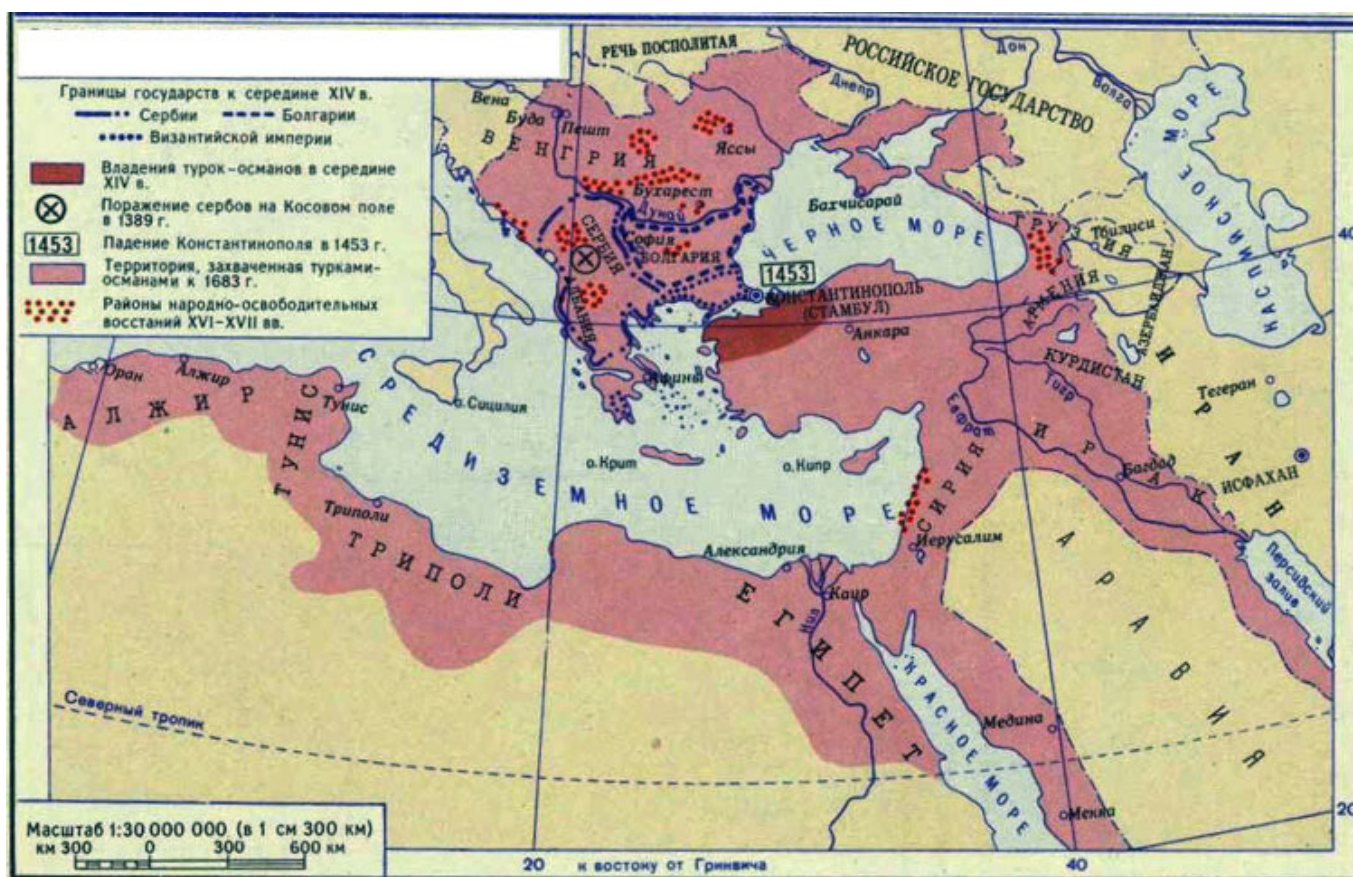 Границы государств к середине XIV в.
Сербии
Болгарии
Византийской империи
Владения турок-османов в середине
XIV в.
Поражение сербов на Косовом поле
в 1389 г.
1453
Падение Константинополя в 1453 г.
Территория, захваченная турками-
османами к 1683 г.
Районы народно-освободительных
восстаний XVI-XVII вв.
РЕЧЬ ПОСПОЛИТАЯ
РОССИЙСКОЕ ГОСУДАРСТВО
Дон
Волга
Днепр
Вена
Буда
Пешт
ВЕНГРИЯ
Яссы
Бухарест
Дунай
СЕРБИЯ
офия
БОЛГАРИЯ
Бахчисарай
ЧЕРНОЕ МОРЕ
1453
КОНСТАНТИНОПОЛЬ
(СТАМБУЛ)
Анкара
ГРУЗИЯ
Тбилиси
АРМЕНИЯ
АЗЕРБАЙДЖАН
КАСПИЙСКОЕ МОРЕ
40
КУРДИСТАН
Тигр
Евфрат
ИРАК
Багдад
ИРАН
Тегеран
ИСФАХАН
Персидский
залив
АЛБАНИЯ
Афины
Оран
Алжир
АЛЖИР
Тунис
ТУНИС
о.Сицилия
СРЕДИЗЕМНОЕ МОРЕ
о.Крит
о.Кипр
СИРИЯ
Иерусалим
Триполи
ТРИПОЛИ
Александрия
Каир
Нил
ЕГИПЕТ
АРАВИЯ
КРАСНОЕ МОРЕ
Медина
Мекка
Северный тропик
20
Масштаб 1:30 000 000 (в 1 см 300 км)
км 300 0 300 600 км
20
к востоку от Гринвича
40